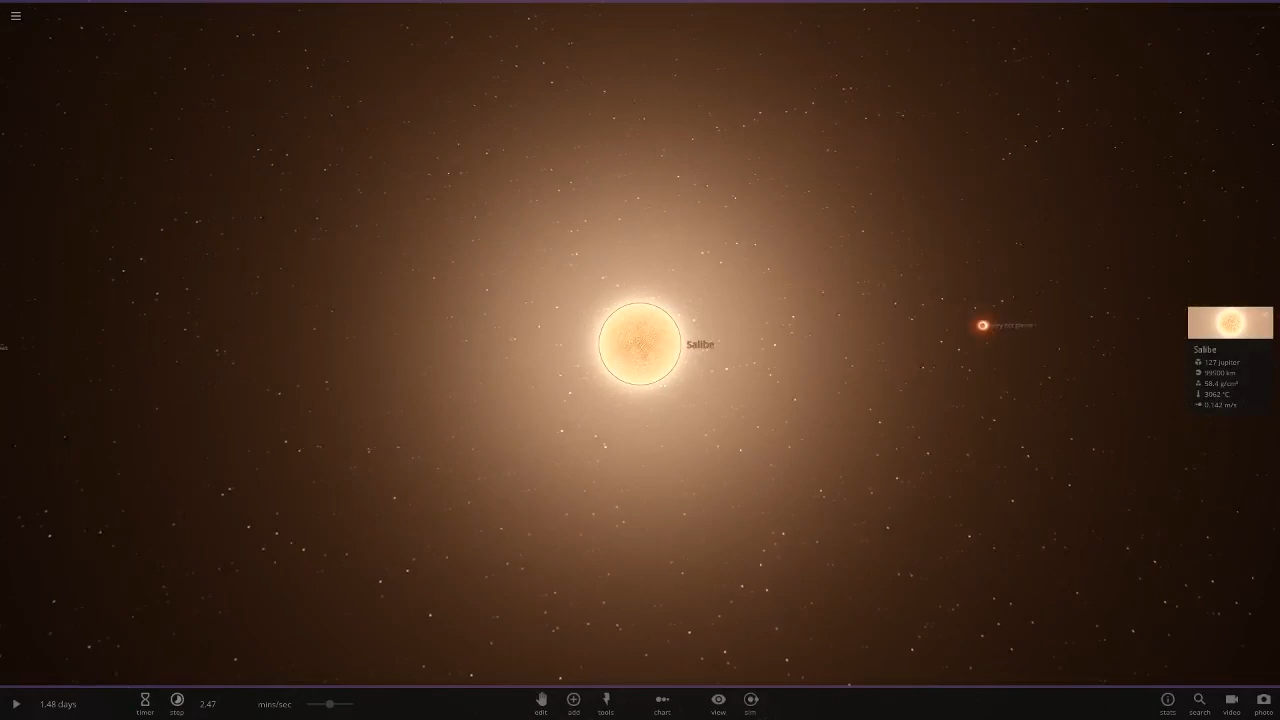 Salibe
Salibe
127 jupiter
99500 km
58.4 g/cm³
3062 °C
0.142 m/s
1.48 days
timer
step
2.47
mins/sec
edit
add
tools
chart
view
sim
stats
search
video
photo